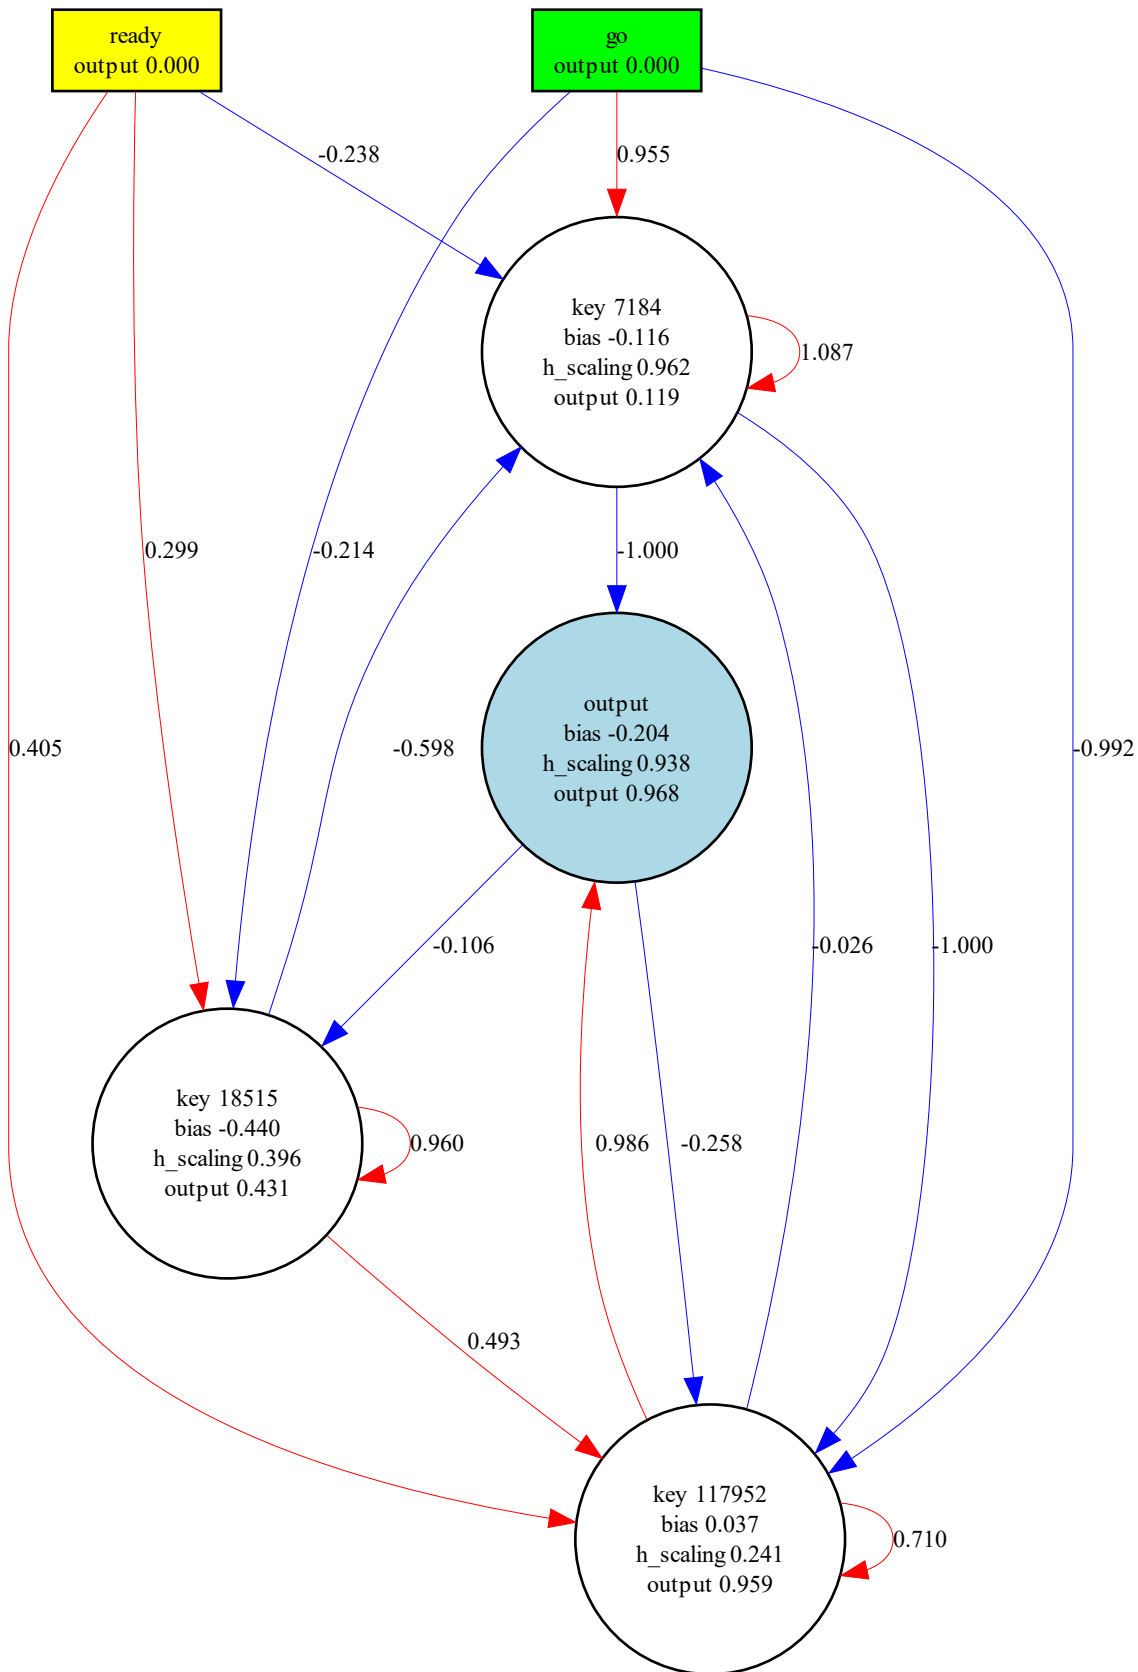 ready
output 0.000
go
output 0.000
-0.238
0.955
key 7184
bias -0.116
h_scaling 0.962
output 0.119
1.087
0.299
-0.214
-1.000
0.405
-0.598
output
bias -0.204
h_scaling 0.938
output 0.968
-0.992
-0.106
-0.026
-1.000
key 18515
bias -0.440
h_scaling 0.396
output 0.431
0.960
0.986
-0.258
0.493
key 117952
bias 0.037
h_scaling 0.241
output 0.959
0.710